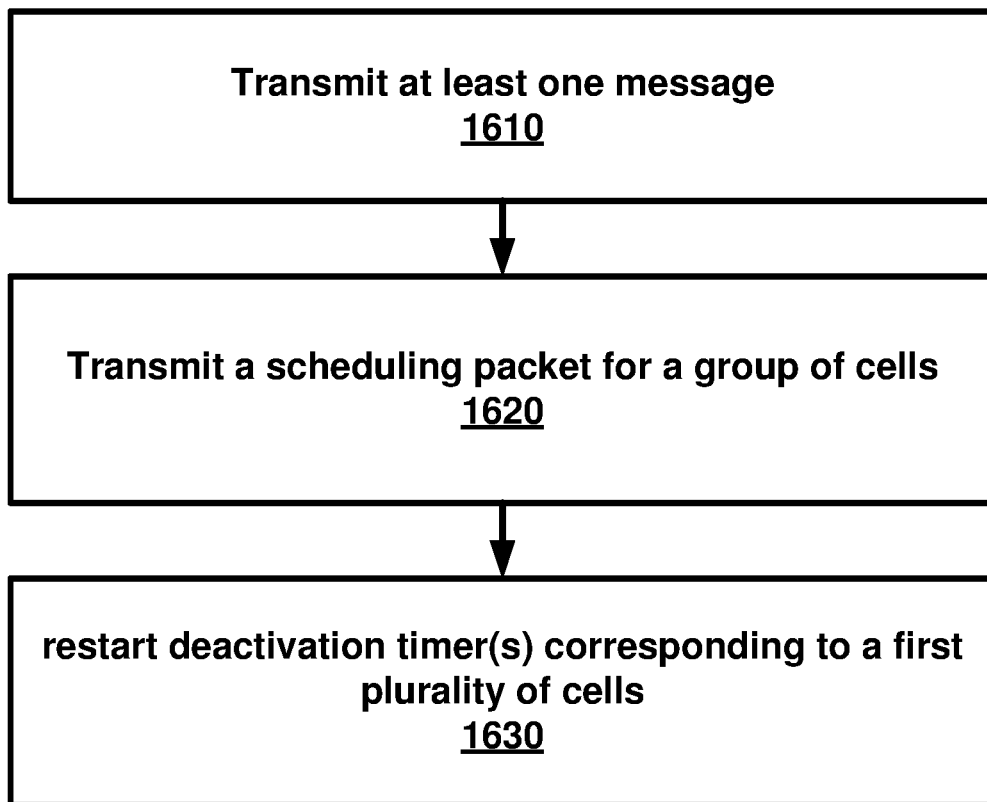 Transmit at least one message
1610
Transmit a scheduling packet for a group of cells
1620
restart deactivation timer(s) corresponding to a first
plurality of cells
1630